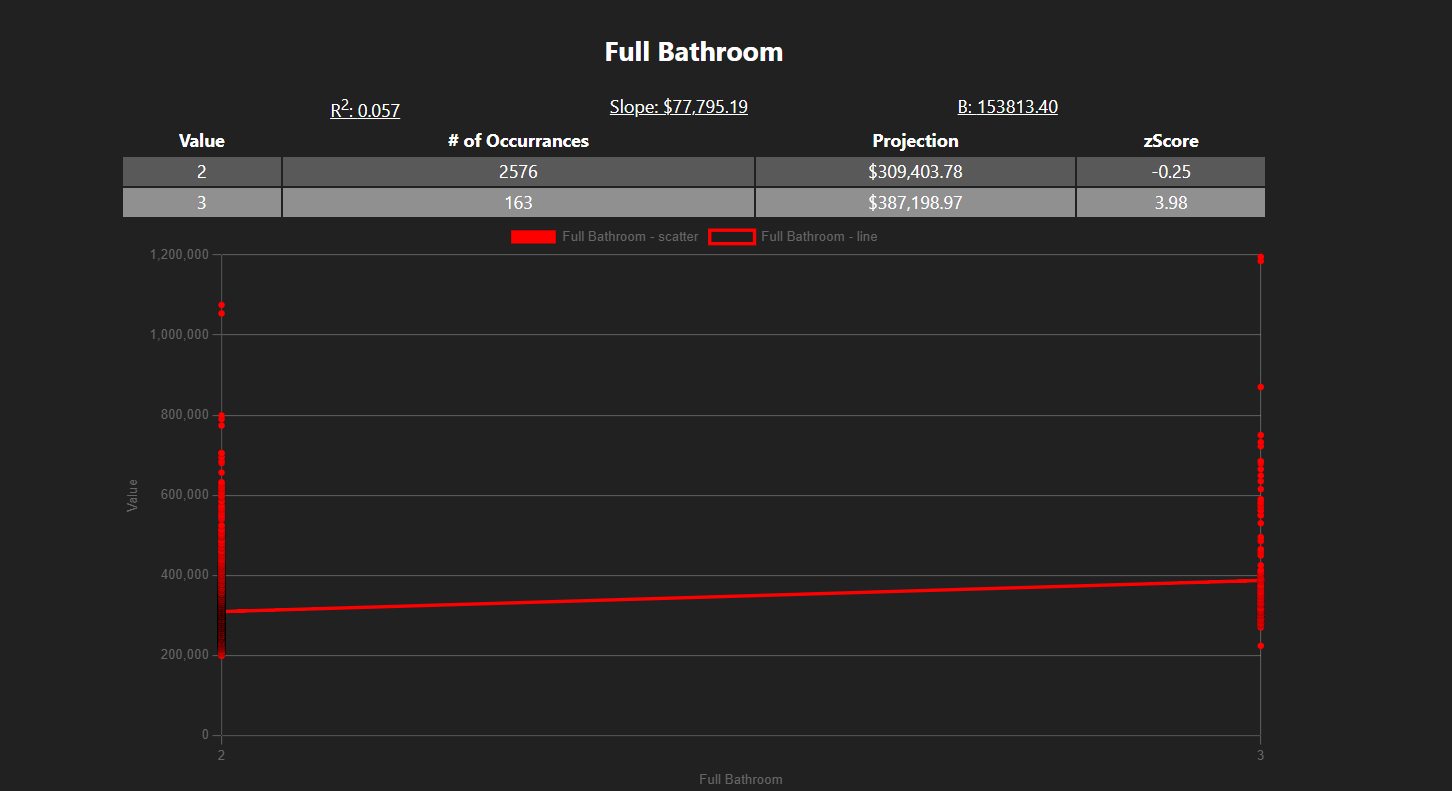 Full Bathroom
R²: 0.057 Slope: $77,795.19 B: 153813.40
Value # of Occurrances Projection zScore
2 2576 $309,403.78 -0.25
3 163 $387,198.97 3.98
Full Bathroom - scatter Full Bathroom - line
1,200,000
1,000,000
800,000
600,000
Value
400,000
200,000
0
2 3
Full Bathroom